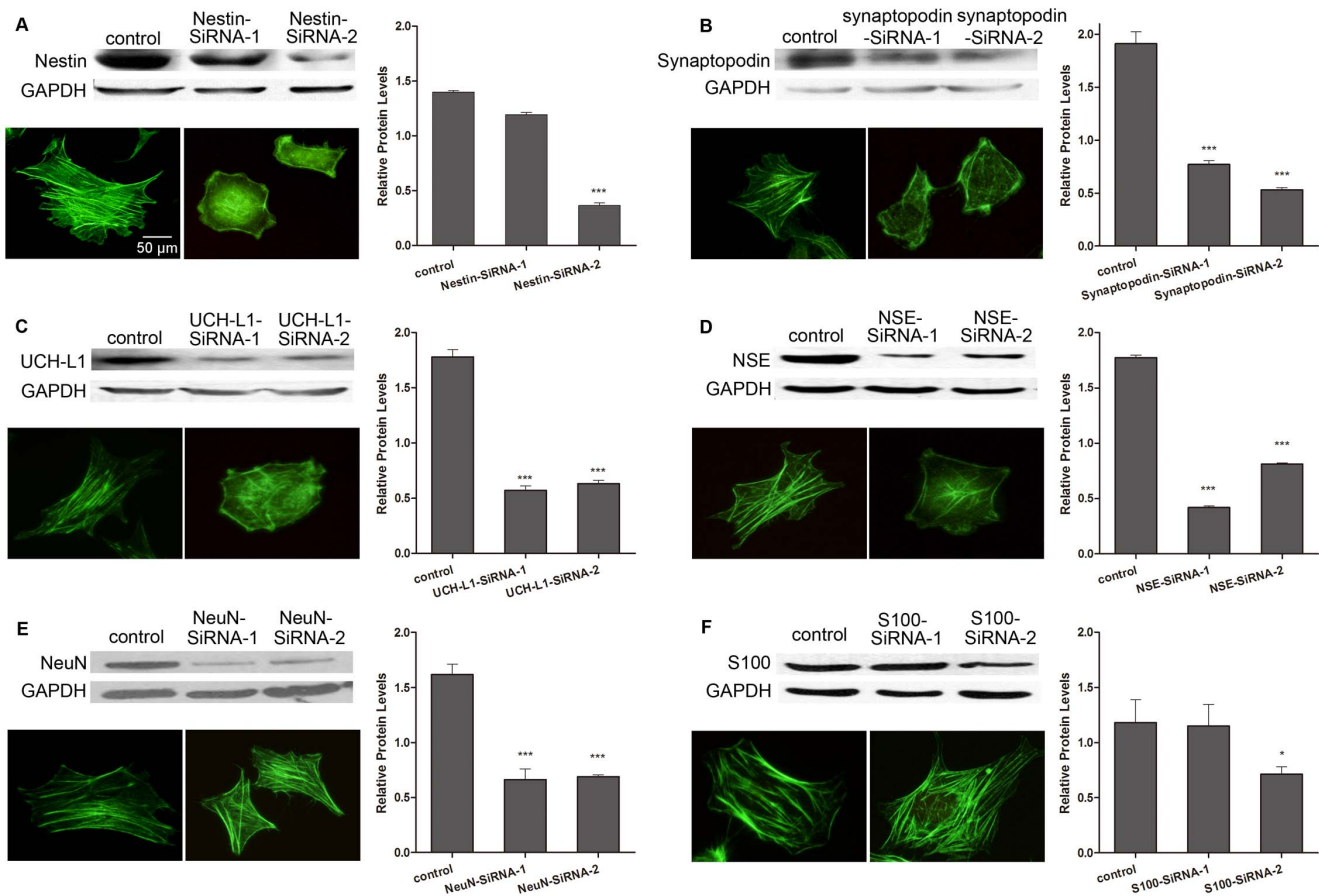 A
control
Nestin-
SiRNA-1
Nestin-
SiRNA-2
Nestin
GAPDH
50 μm
Relative Protein Levels
2.0
1.5
1.0
0.5
0.0
***
control
Nestin-SiRNA-1
Nestin-SiRNA-2
B
control
synaptopodin
-SiRNA-1
synaptopodin
-SiRNA-2
Synaptopodin
GAPDH
Relative Protein Levels
2.0
1.5
1.0
0.5
0.0
***
***
control
Synaptopodin-SiRNA-1
Synaptopodin-SiRNA-2
C
control
UCH-L1-
SiRNA-1
UCH-L1-
SiRNA-2
UCH-L1
GAPDH
Relative Protein Levels
2.0
1.5
1.0
0.5
0.0
***
***
control
UCH-L1-SiRNA-1
UCH-L1-SiRNA-2
D
control
NSE-
SiRNA-1
NSE-
SiRNA-2
NSE
GAPDH
Relative Protein Levels
2.0
1.5
1.0
0.5
0.0
***
***
control
NSE-SiRNA-1
NSE-SiRNA-2
E
control
NeuN-
SiRNA-1
NeuN-
SiRNA-2
NeuN
GAPDH
Relative Protein Levels
2.0
1.5
1.0
0.5
0.0
***
***
control
NeuN-SiRNA-1
NeuN-SiRNA-2
F
control
S100-
SiRNA-1
S100-
SiRNA-2
S100
GAPDH
Relative Protein Levels
2.0
1.5
1.0
0.5
0.0
*
control
S100-SiRNA-1
S100-SiRNA-2